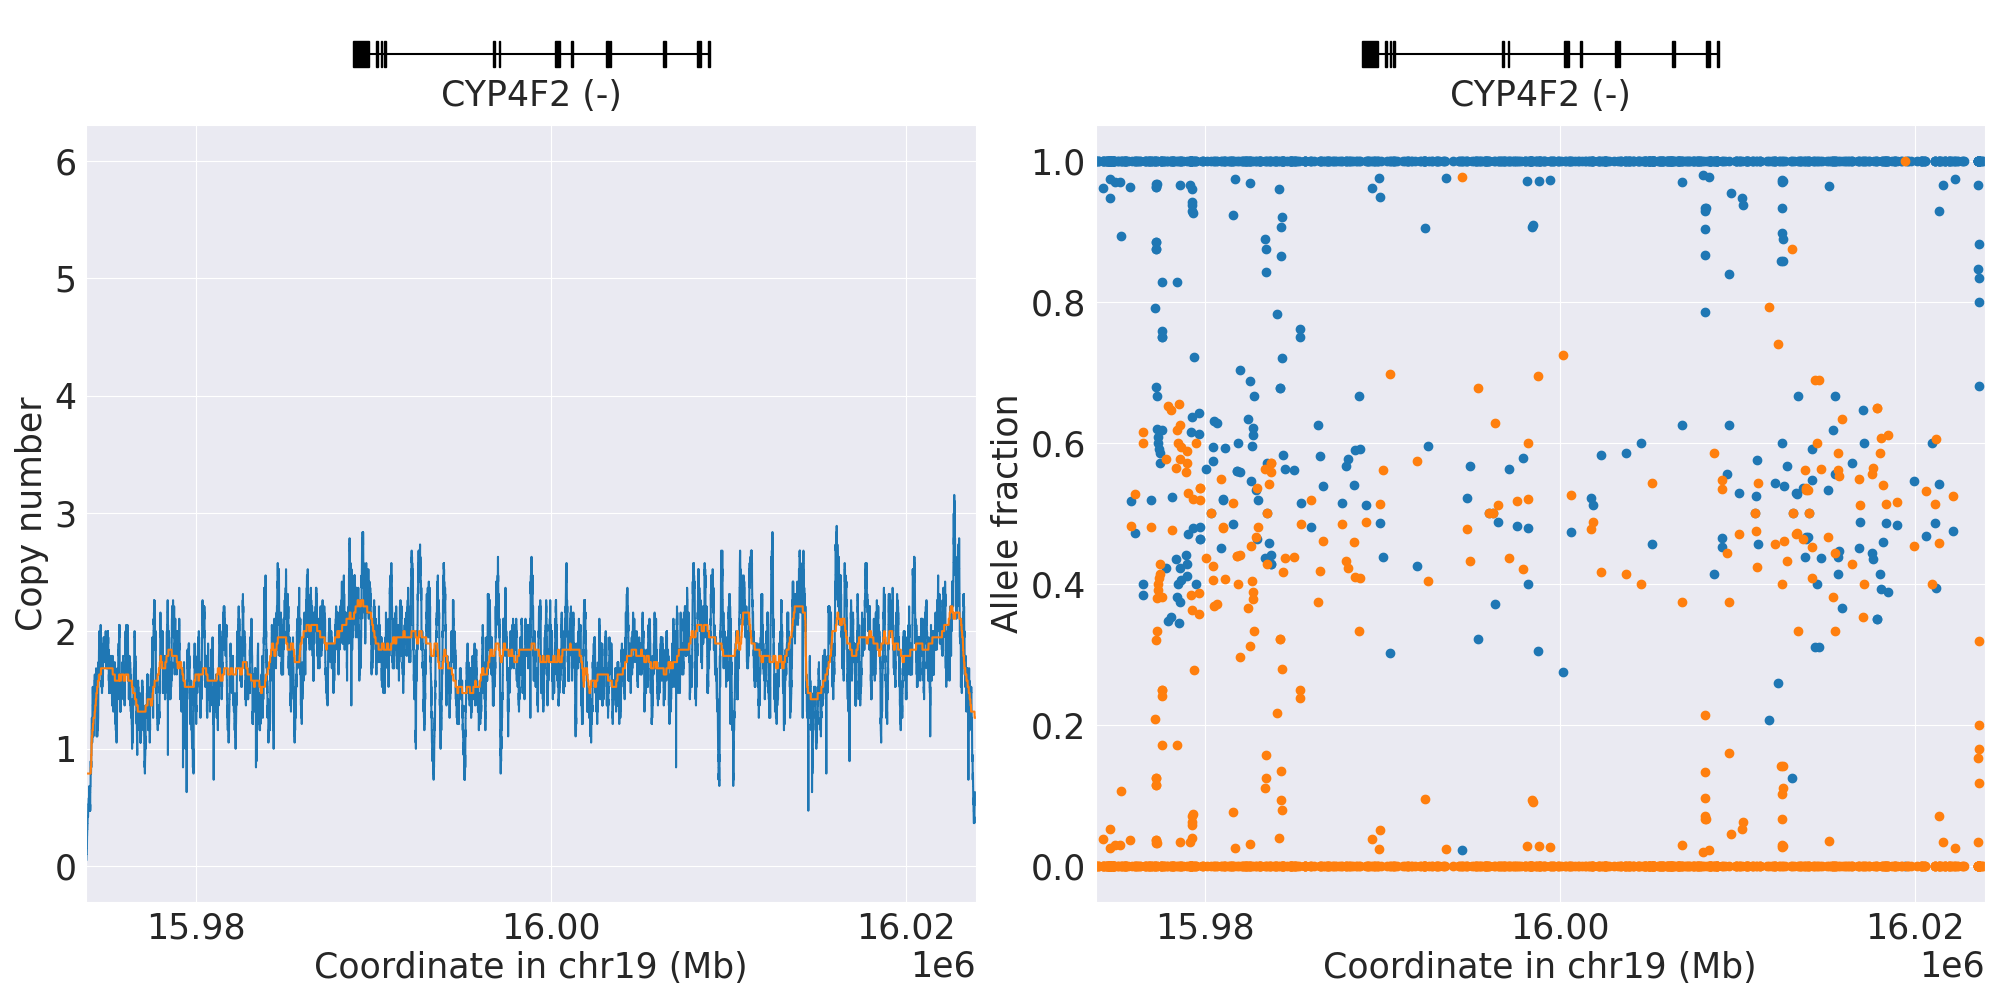 CYP4F2 (-)
CYP4F2 (-)
Copy number
6
5
4
3
2
1
0
15.98
16.00
16.02
Coordinate in chr19 (Mb)
1e6
Allele fraction
1.0
0.8
0.6
0.4
0.2
0.0
15.98
16.00
16.02
Coordinate in chr19 (Mb)
1e6